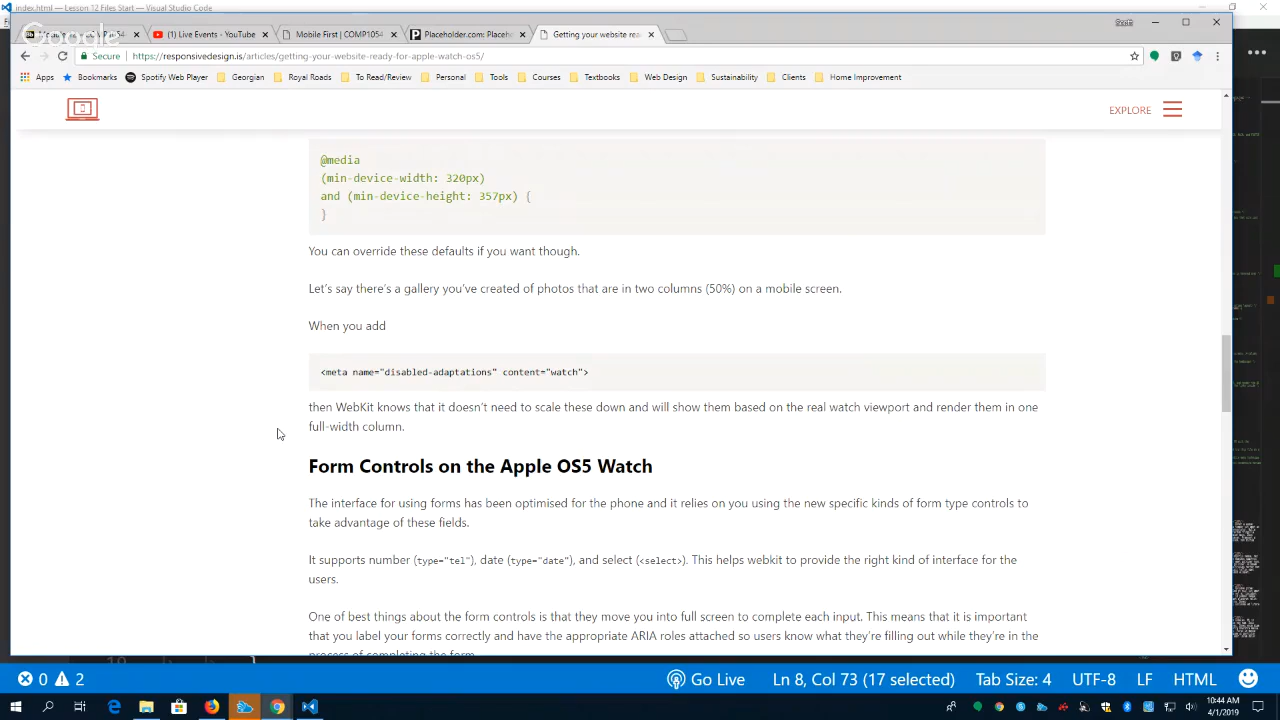 index.html — Lesson 12 Files Start — Visual Studio Code
Google
(1) Live Events - YouTube
Mobile First | COMP1054
Placeholder.com: Placeho
Getting your website rea
Scott
Secure
https://responsivedesign.is/articles/getting-your-website-ready-for-apple-watch-os5/
Apps Bookmarks Spotify Web Player Georgian Royal Roads To Read/Review Personal Tools Courses Textbooks Web Design Sustainability Clients Home Improvement
EXPLORE
@media
(min-device-width: 320px)
and (min-device-height: 357px) {
}
You can override these defaults if you want though.
Let's say there's a gallery you've created of photos that are in two columns (50%) on a mobile screen.
When you add
<meta name="disabled-adaptations" content="watch">
then WebKit knows that it doesn't need to scale these down and will show them based on the real watch viewport and render them in one
full-width column.
Form Controls on the Apple OS5 Watch
The interface for using forms has been optimised for the phone and it relies on you using the new specific kinds of form type controls to
take advantage of these fields.
It supports number (type="tel"), date (type="date"), and select (<select>). This helps webkit provide the right kind of interface for the
users.
One of best things about the form controls is that they move you into full screen to complete each input. This means that it is important
that you label your forms correctly and have the appropriate ARIA roles attached so users know what they're filling out while they're in the
process of completing the form.
0 2
Go Live
Ln 8, Col 73 (17 selected)
Tab Size: 4
UTF-8
LF
HTML
10:44 AM
4/1/2019